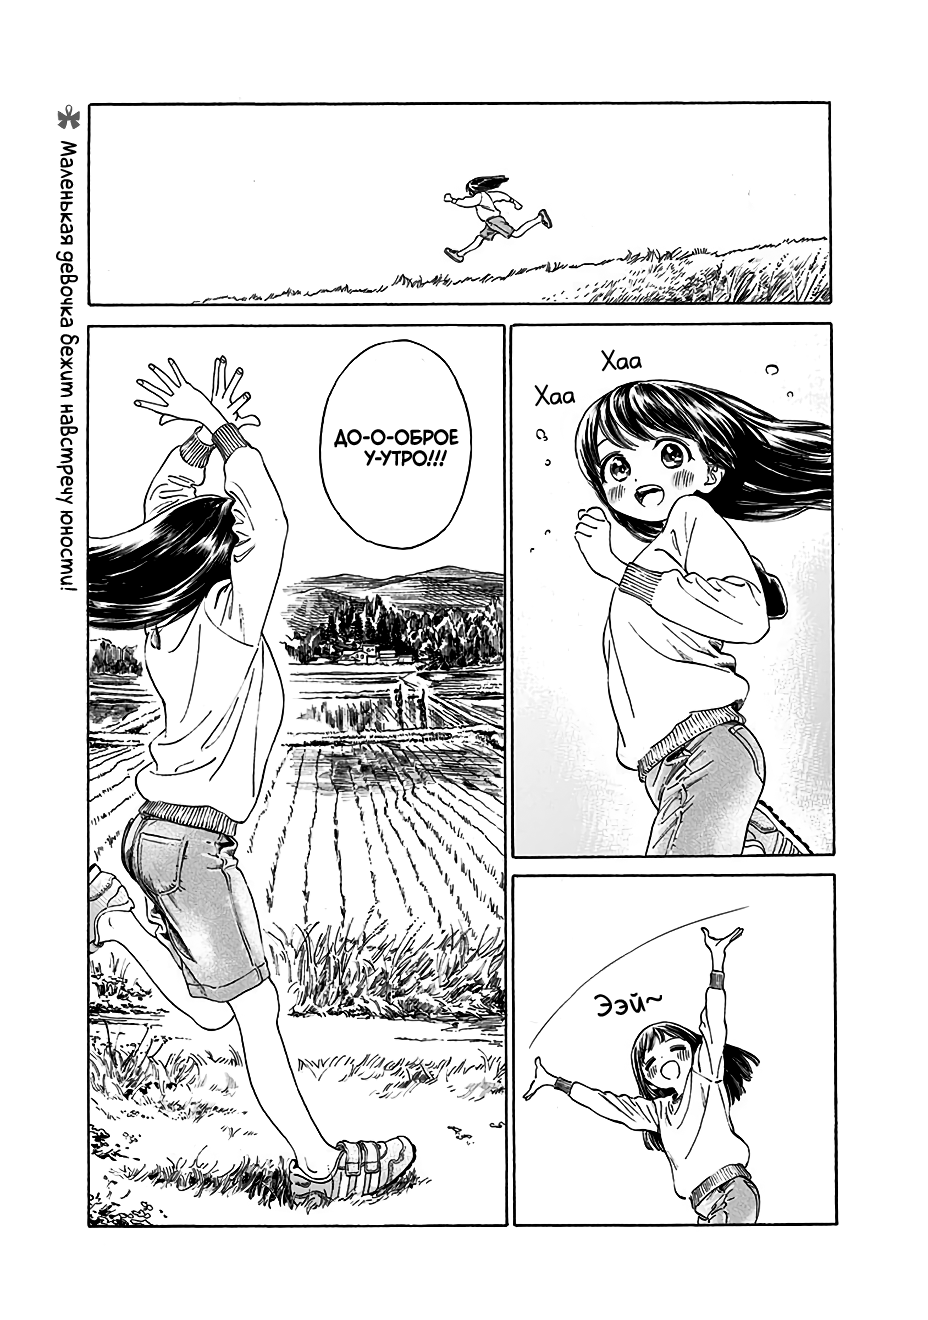 Маленькая девочка бежит навстречу юности!
Хаа
Хаа
Ээй~
ДО-О-ОБРОЕ
У-УТРО!!!